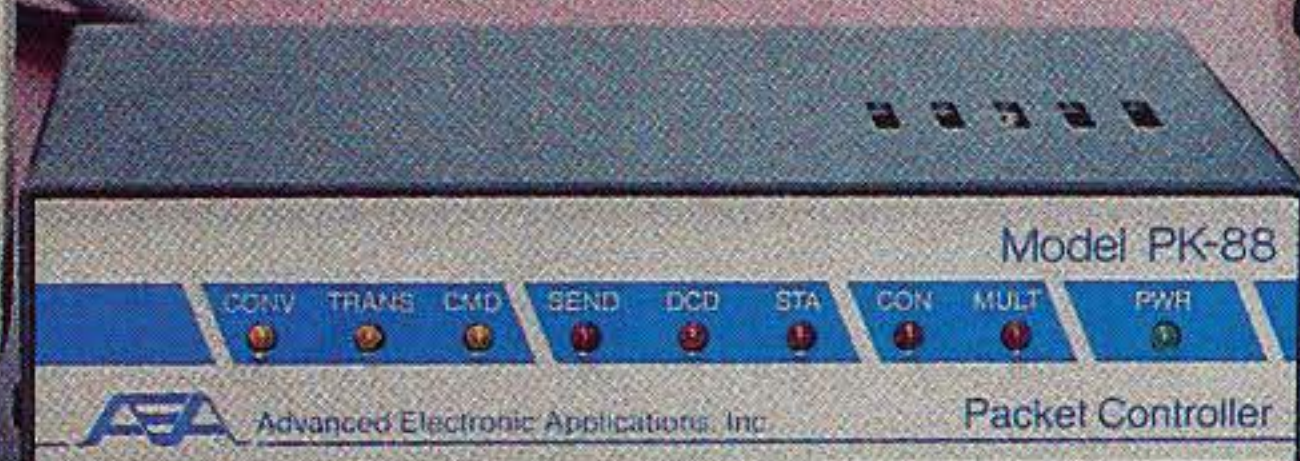 Model PK-88
CONV TRANS CMD SEND DCD STA CON MULT PWR
AEA Advanced Electronic Applications, Inc.
Packet Controller